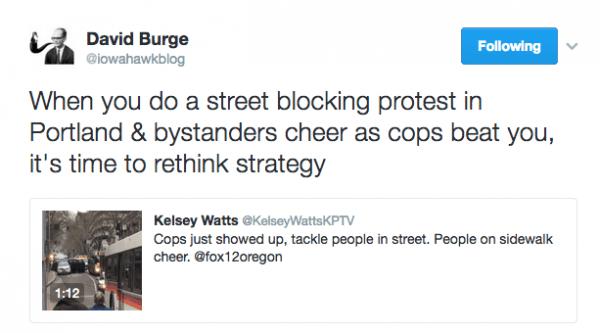 David Burge
@iowahawkblog
Following
When you do a street blocking protest in
Portland & bystanders cheer as cops beat you,
it's time to rethink strategy
Kelsey Watts @KelseyWattsKPTV
Cops just showed up, tackle people in street. People on sidewalk
cheer. @fox12oregon
1:12